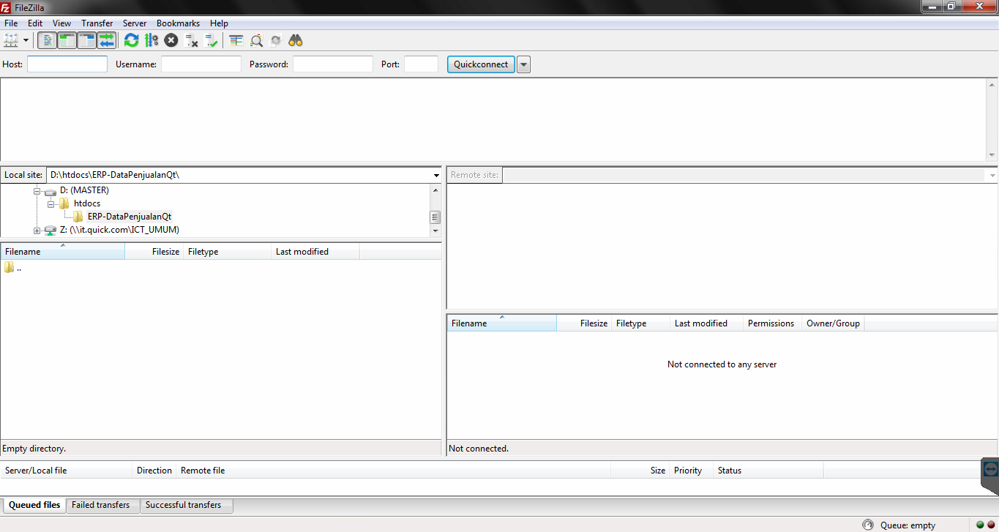 FileZilla
File Edit View Transfer Server Bookmarks Help
Host: Username: Password: Port: Quickconnect
Local site: D:\htdocs\ERP-DataPenjualanQt\
D: (MASTER)
htdocs
ERP-DataPenjualanQt
Z: (\\it.quick.com\ICT_UMUM)
Filename Filesize Filetype Last modified
..
Empty directory.
Remote site:
Filename Filesize Filetype Last modified Permissions Owner/Group
Not connected to any server
Not connected.
Server/Local file Direction Remote file Size Priority Status
Queued files Failed transfers Successful transfers
Queue: empty